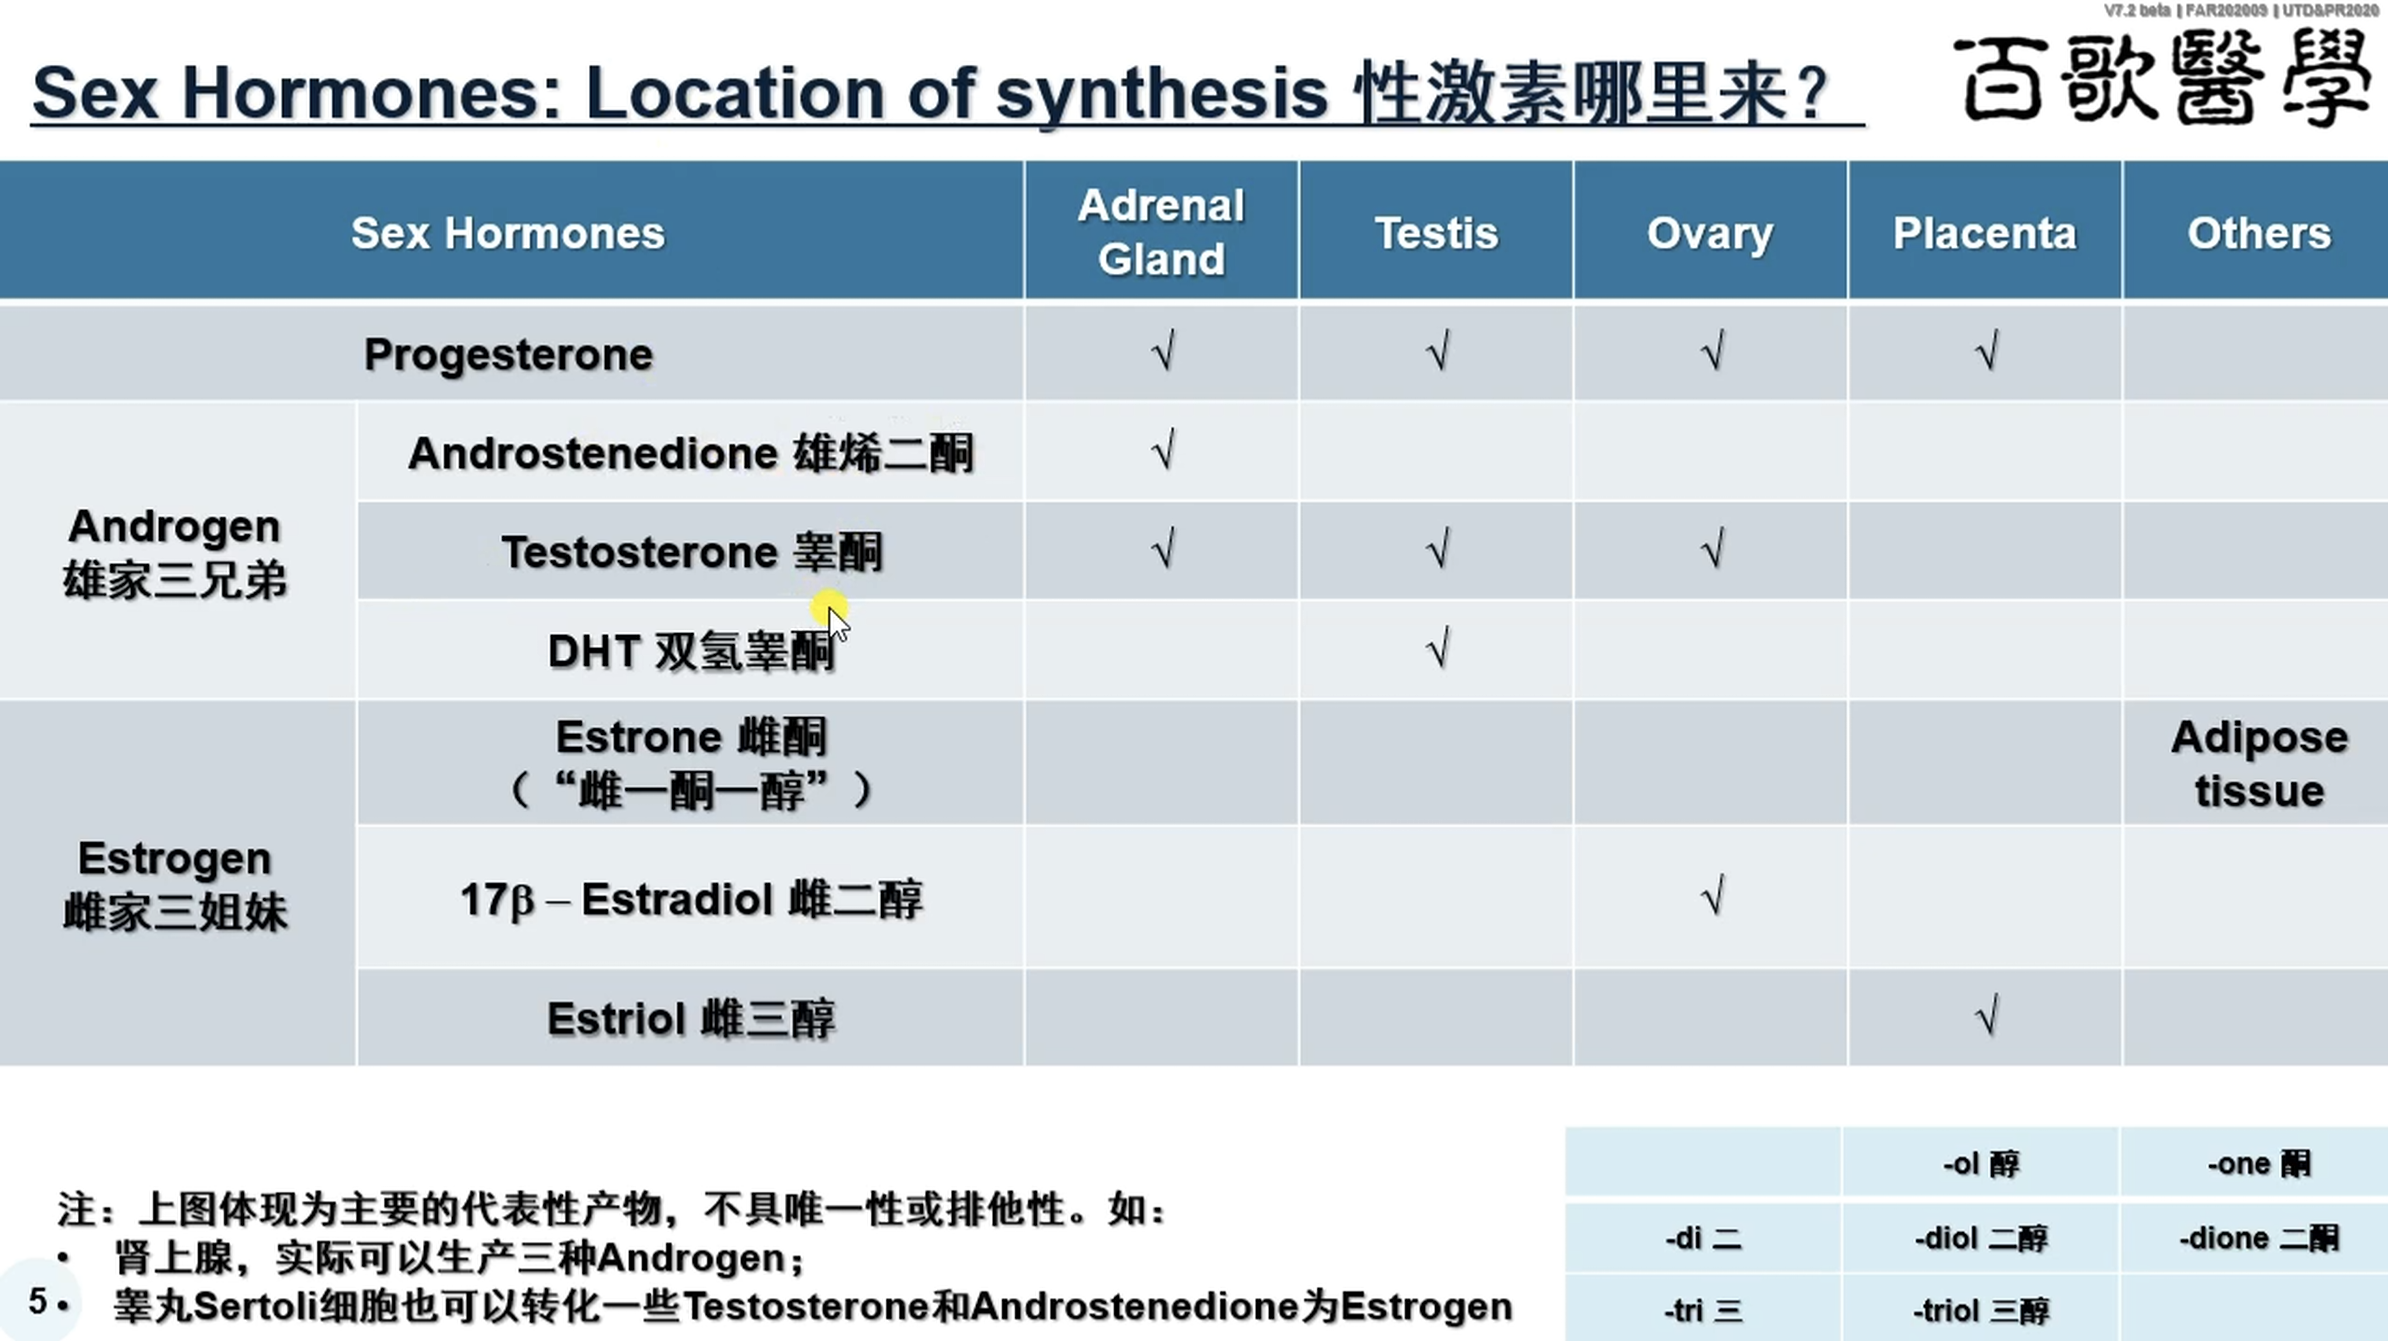 V7.2 beta | FAR202009 | UTD&PR2020
Sex Hormones: Location of synthesis 性激素哪里来？
百歌醫學
Sex Hormones
Adrenal
Gland
Testis
Ovary
Placenta
Others
Progesterone
√
√
√
√
Androgen
雄家三兄弟
Androstenedione 雄烯二酮
√
Testosterone 睾酮
√
√
√
DHT 双氢睾酮
√
Estrogen
雌家三姐妹
Estrone 雌酮
（“雌一酮一醇”）
Adipose
tissue
17β – Estradiol 雌二醇
√
Estriol 雌三醇
√
注：上图体现为主要的代表性产物，不具唯一性或排他性。如：
• 肾上腺，实际可以生产三种Androgen；
• 睾丸Sertoli细胞也可以转化一些Testosterone和Androstenedione为Estrogen
5
-ol 醇
-one 酮
-di 二
-diol 二醇
-dione 二酮
-tri 三
-triol 三醇